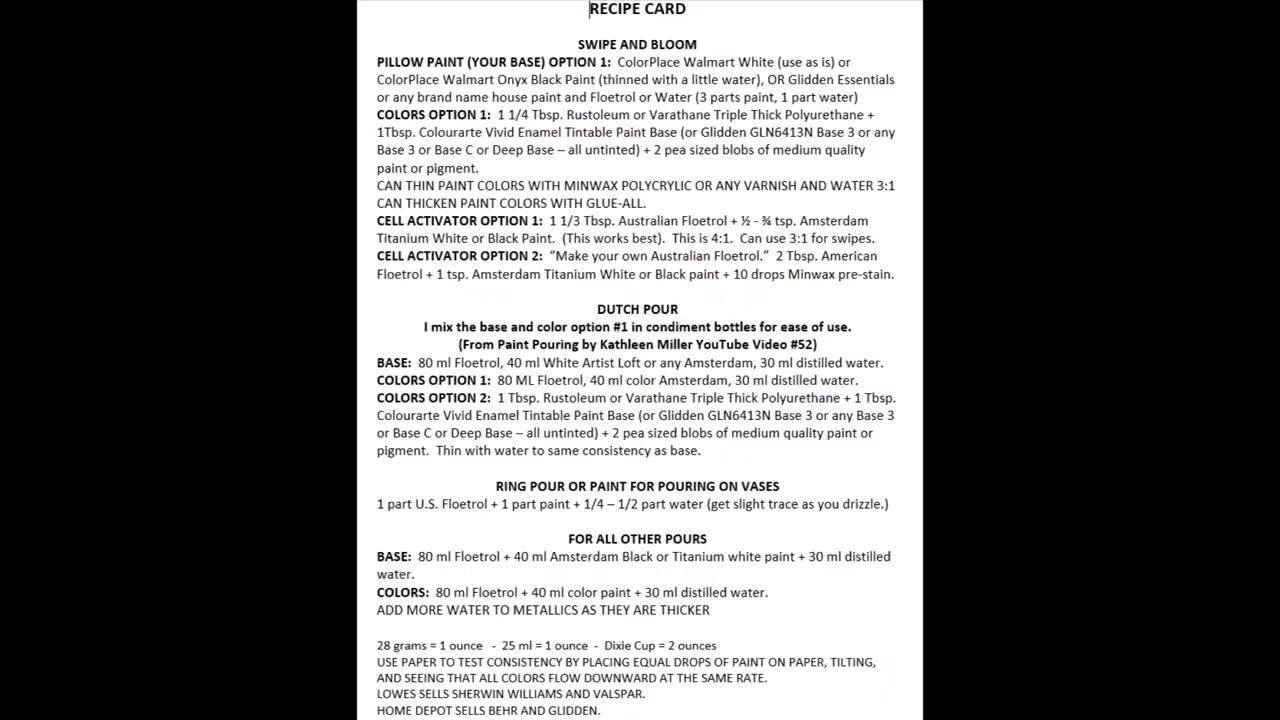 RECIPE CARD
SWIPE AND BLOOM
PILLOW PAINT (YOUR BASE) OPTION 1: ColorPlace Walmart White (use as is) or
ColorPlace Walmart Onyx Black Paint (thinned with a little water), OR Glidden Essentials
or any brand name house paint and Floetrol or Water (3 parts paint, 1 part water)
COLORS OPTION 1: 1 1/4 Tbsp. Rustoleum or Varathane Triple Thick Polyurethane +
1Tbsp. Colourarte Vivid Enamel Tintable Paint Base (or Glidden GLN6413N Base 3 or any
Base 3 or Base C or Deep Base – all untinted) + 2 pea sized blobs of medium quality
paint or pigment.
CAN THIN PAINT COLORS WITH MINWAX POLYCRYLIC OR ANY VARNISH AND WATER 3:1
CAN THICKEN PAINT COLORS WITH GLUE-ALL.
CELL ACTIVATOR OPTION 1: 1 1/3 Tbsp. Australian Floetrol + ½ - ¾ tsp. Amsterdam
Titanium White or Black Paint. (This works best). This is 4:1. Can use 3:1 for swipes.
CELL ACTIVATOR OPTION 2: “Make your own Australian Floetrol.” 2 Tbsp. American
Floetrol + 1 tsp. Amsterdam Titanium White or Black paint + 10 drops Minwax pre-stain.
DUTCH POUR
I mix the base and color option #1 in condiment bottles for ease of use.
(From Paint Pouring by Kathleen Miller YouTube Video #52)
BASE: 80 ml Floetrol, 40 ml White Artist Loft or any Amsterdam, 30 ml distilled water.
COLORS OPTION 1: 80 ML Floetrol, 40 ml color Amsterdam, 30 ml distilled water.
COLORS OPTION 2: 1 Tbsp. Rustoleum or Varathane Triple Thick Polyurethane + 1 Tbsp.
Colourarte Vivid Enamel Tintable Paint Base (or Glidden GLN6413N Base 3 or any Base 3
or Base C or Deep Base – all untinted) + 2 pea sized blobs of medium quality paint or
pigment. Thin with water to same consistency as base.
RING POUR OR PAINT FOR POURING ON VASES
1 part U.S. Floetrol + 1 part paint + 1/4 – 1/2 part water (get slight trace as you drizzle.)
FOR ALL OTHER POURS
BASE: 80 ml Floetrol + 40 ml Amsterdam Black or Titanium white paint + 30 ml distilled
water.
COLORS: 80 ml Floetrol + 40 ml color paint + 30 ml distilled water.
ADD MORE WATER TO METALLICS AS THEY ARE THICKER
28 grams = 1 ounce - 25 ml = 1 ounce - Dixie Cup = 2 ounces
USE PAPER TO TEST CONSISTENCY BY PLACING EQUAL DROPS OF PAINT ON PAPER, TILTING,
AND SEEING THAT ALL COLORS FLOW DOWNWARD AT THE SAME RATE.
LOWES SELLS SHERWIN WILLIAMS AND VALSPAR.
HOME DEPOT SELLS BEHR AND GLIDDEN.